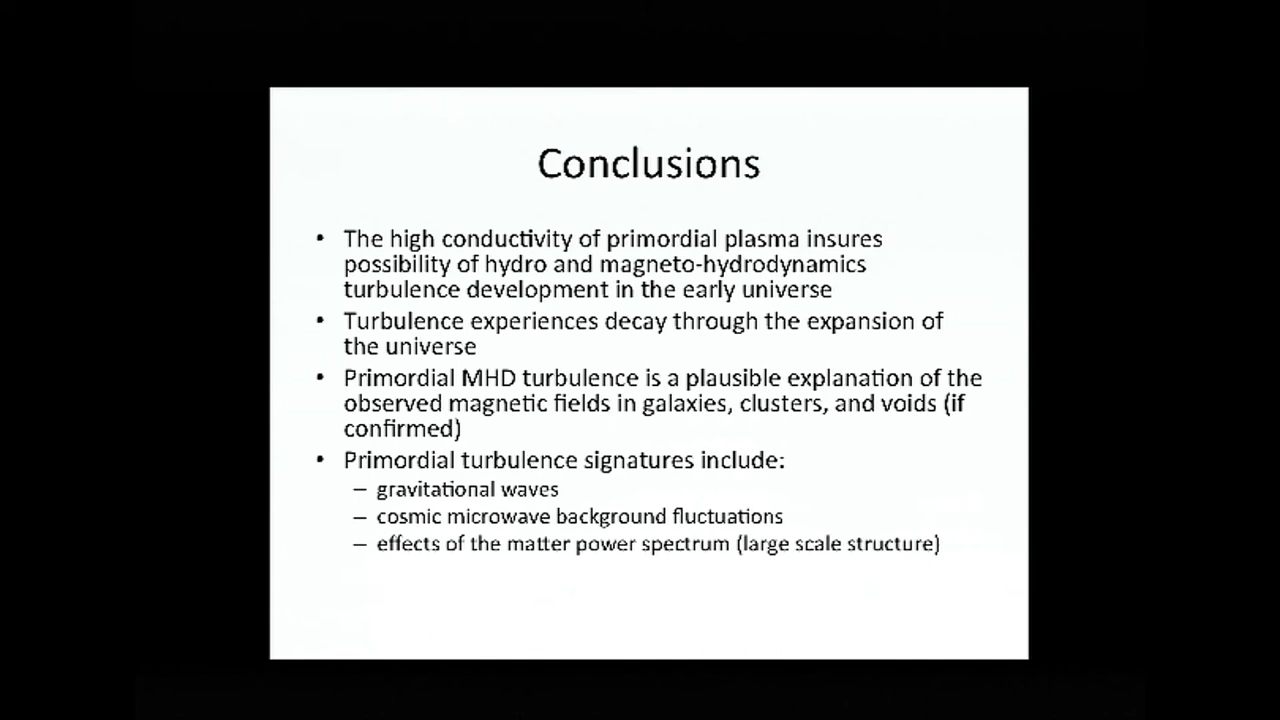 Conclusions
• The high conductivity of primordial plasma insures
possibility of hydro and magneto-hydrodynamics
turbulence development in the early universe
• Turbulence experiences decay through the expansion of
the universe
• Primordial MHD turbulence is a plausible explanation of the
observed magnetic fields in galaxies, clusters, and voids (if
confirmed)
• Primordial turbulence signatures include:
– gravitational waves
– cosmic microwave background fluctuations
– effects of the matter power spectrum (large scale structure)